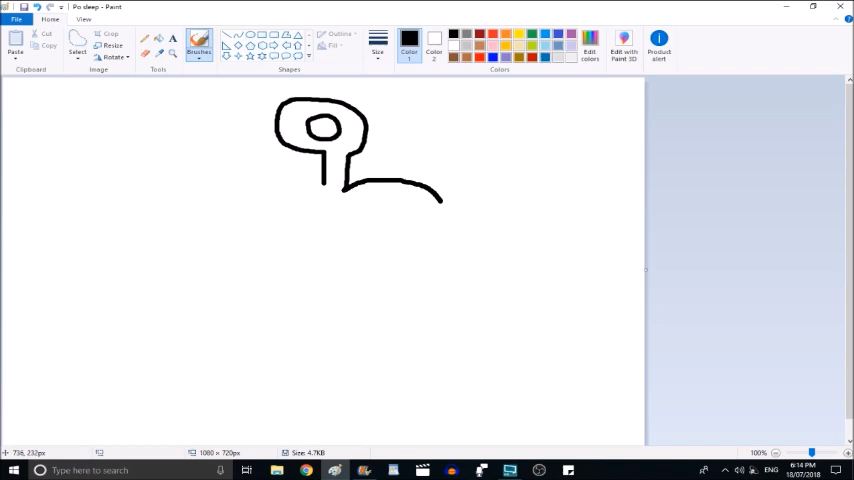 Po sleep - Paint
File
Home
View
Paste
Cut
Copy
Clipboard
Select
Crop
Resize
Rotate
Image
A
Tools
Brushes
Outline
Fill
Shapes
Size
Color
1
Color
2
Edit
colors
Colors
Edit with
Paint 3D
Product
alert
736, 232px
1080 × 720px
Size: 4.7KB
100%
Type here to search
ENG
6:14 PM
18/07/2018